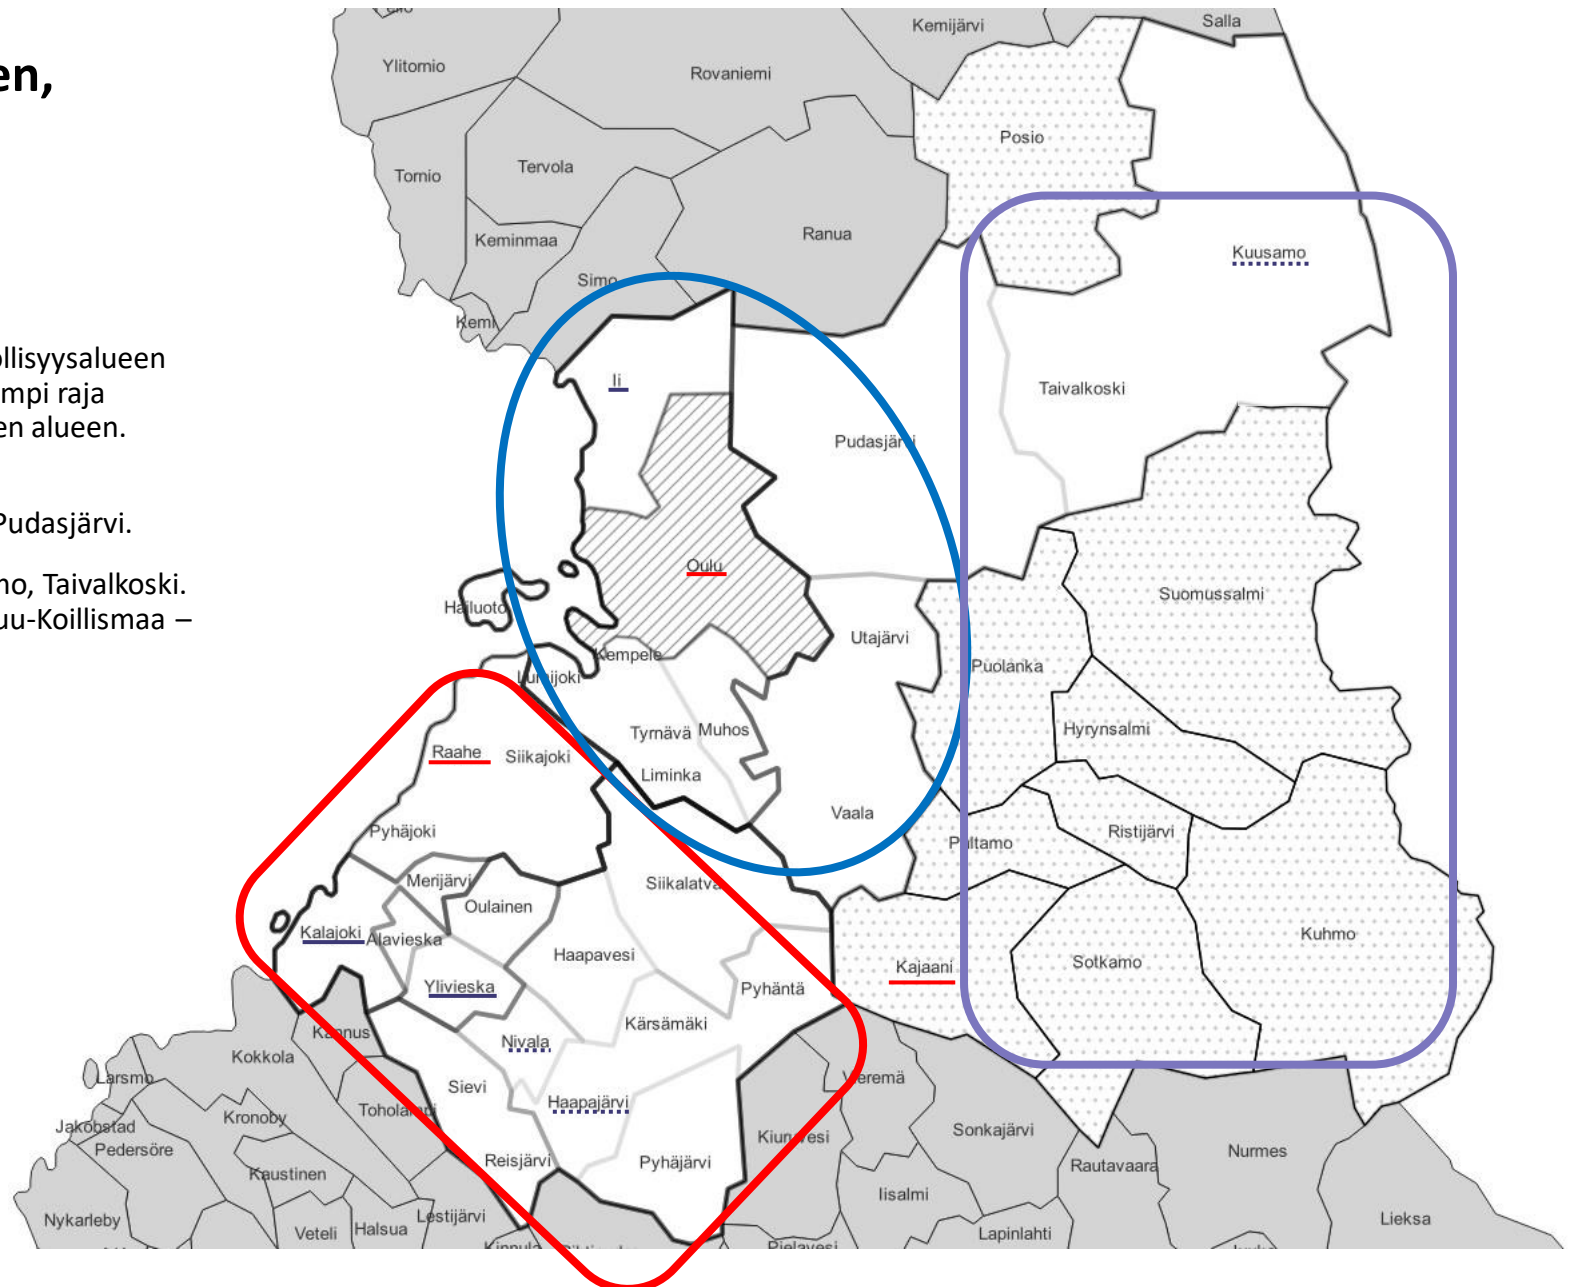 en,
ollisyysalueen
mpi raja
en alueen.
Pudasjärvi.
no, Taivalkoski.
uu-Koillismaa –
Salla
Kemijärvi
Ylitornio
Rovaniemi
Posio
Tornio
Tervola
Keminmaa
Ranua
Kuusamo
Simo
Kemi
Ii
Taivalkoski
Pudasjärvi
Oulu
Suomussalmi
Hailuoto
Utajärvi
Kempele
Puolanka
Lumijoki
Hyrynsalmi
Tyrnävä
Muhos
Raahe
Siikajoki
Liminka
Vaala
Pyhäjoki
Ristijärvi
Paltamo
Merijärvi
Siikalatva
Oulainen
Kalajoki
Alavieska
Kuhmo
Haapavesi
Sotkamo
Kajaani
Ylivieska
Pyhäntä
Kärsämäki
Kannus
Nivala
Kokkola
Larsmo
Vieremä
Sievi
Haapajärvi
Toholampi
Kronoby
Jakobstad
Sonkajärvi
Kiuruvesi
Pedersöre
Nurmes
Reisjärvi
Pyhäjärvi
Rautavaara
Kaustinen
Iisalmi
Lestijärvi
Nykarleby
Lieksa
Halsua
Veteli
Lapinlahti
Kinnula
Pielavesi